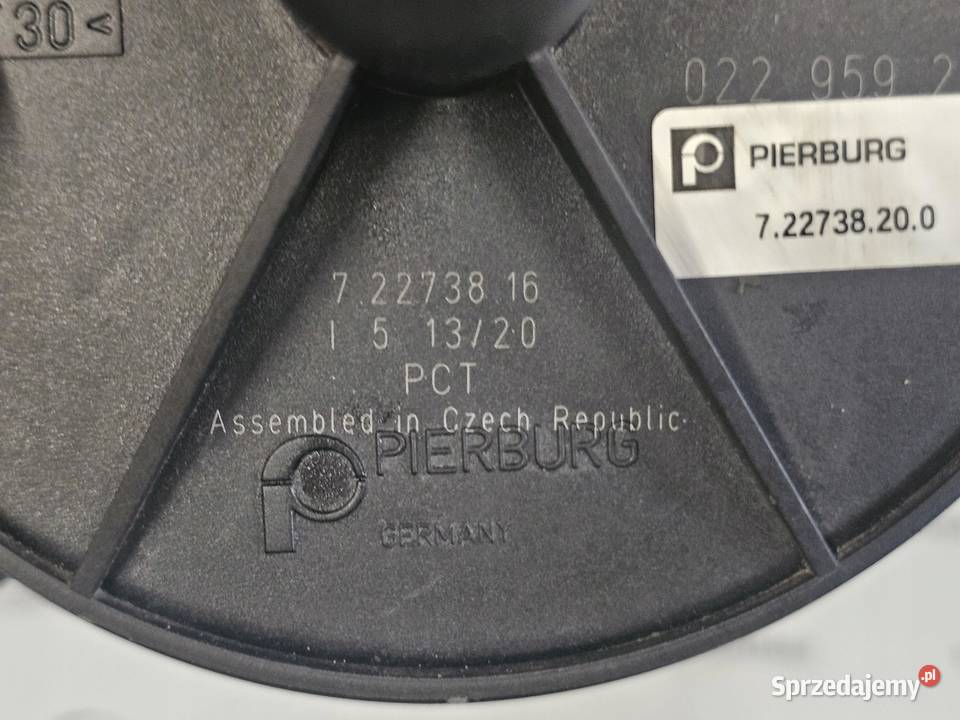 30<
022 959 2
PIERBURG
7.22738.20.0
7.22738.16
I 5 13/20
PCT
Assembled in Czech Republic
PIERBURG
GERMANY
Sprzedajemy.pl